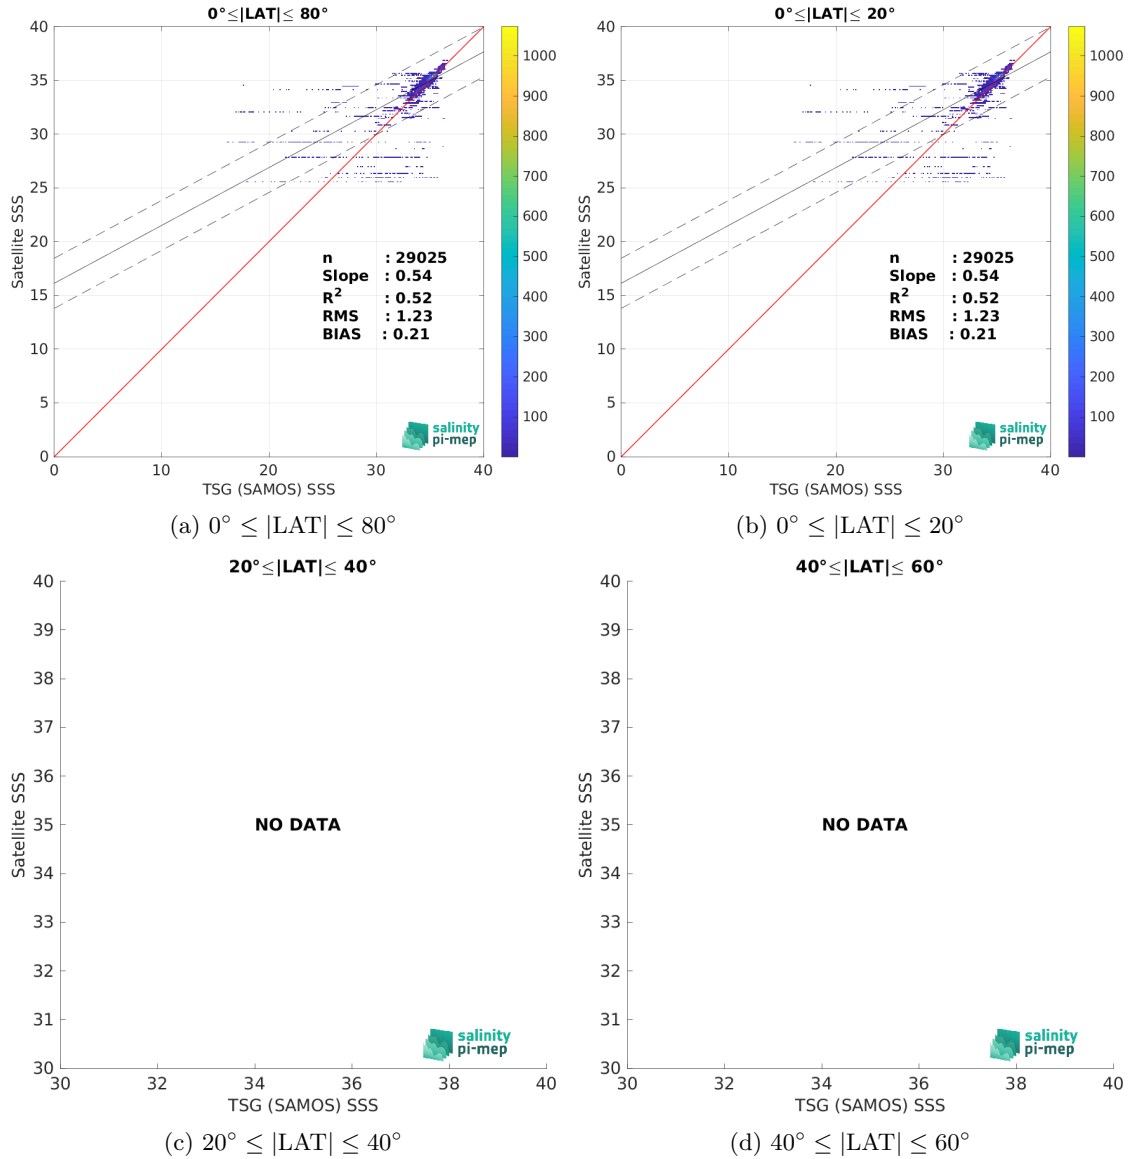 0°≤|LAT|≤ 80°
40
35
30
25
20
15
10
5
0
Satellite SSS
0
10
20
30
40
TSG (SAMOS) SSS
n : 29025
Slope : 0.54
R² : 0.52
RMS : 1.23
BIAS : 0.21
salinity
pi-mep
1000
900
800
700
600
500
400
300
200
100
(a) 0° ≤ |LAT| ≤ 80°
0°≤|LAT|≤ 20°
40
35
30
25
20
15
10
5
0
Satellite SSS
0
10
20
30
40
TSG (SAMOS) SSS
n : 29025
Slope : 0.54
R² : 0.52
RMS : 1.23
BIAS : 0.21
salinity
pi-mep
1000
900
800
700
600
500
400
300
200
100
(b) 0° ≤ |LAT| ≤ 20°
20°≤|LAT|≤ 40°
40
39
38
37
36
35
34
33
32
31
30
Satellite SSS
NO DATA
salinity
pi-mep
30
32
34
36
38
40
TSG (SAMOS) SSS
(c) 20° ≤ |LAT| ≤ 40°
40°≤|LAT|≤ 60°
40
39
38
37
36
35
34
33
32
31
30
Satellite SSS
NO DATA
salinity
pi-mep
30
32
34
36
38
40
TSG (SAMOS) SSS
(d) 40° ≤ |LAT| ≤ 60°